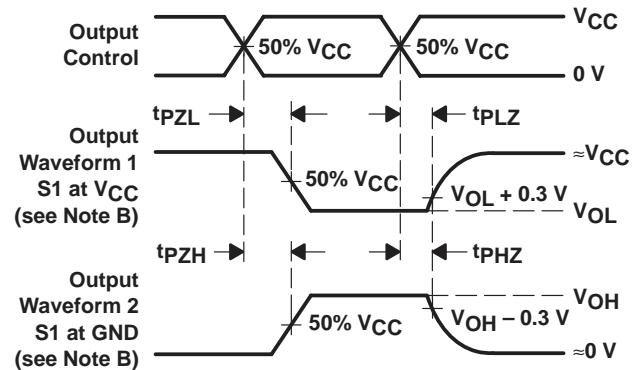 Output
Control
50% VCC
50% VCC
VCC
0 V
tPZL
tPLZ
Output
Waveform 1
S1 at VCC
(see Note B)
50% VCC
≈VCC
VOL + 0.3 V
VOL
tPZH
tPHZ
Output
Waveform 2
S1 at GND
(see Note B)
50% VCC
VOH
VOH – 0.3 V
≈0 V